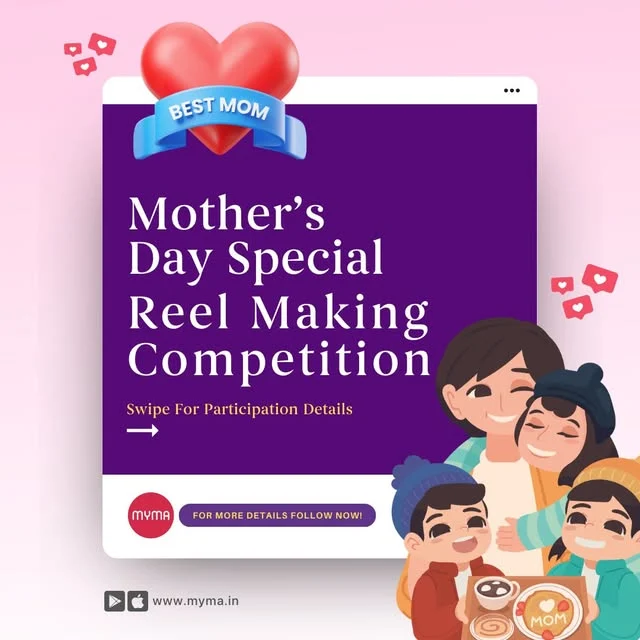 BEST MOM
Mother's
Day Special
Reel Making
Competition
Swipe For Participation Details
MYMA
FOR MORE DETAILS FOLLOW NOW!
MOM
www.myma.in